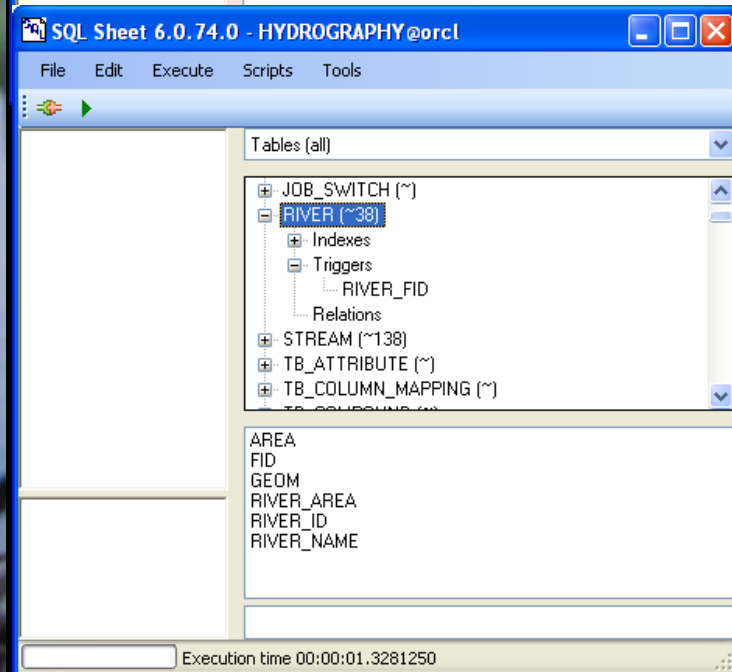 SQL Sheet 6.0.74.0 - HYDROGRAPHY@orcl
File Edit Execute Scripts Tools
Tables (all)
JOB_SWITCH (~)
RIVER (~38)
Indexes
Triggers
RIVER_FID
Relations
STREAM (~138)
TB_ATTRIBUTE (~)
TB_COLUMN_MAPPING (~)
AREA
FID
GEOM
RIVER_AREA
RIVER_ID
RIVER_NAME
Execution time 00:00:01.3281250